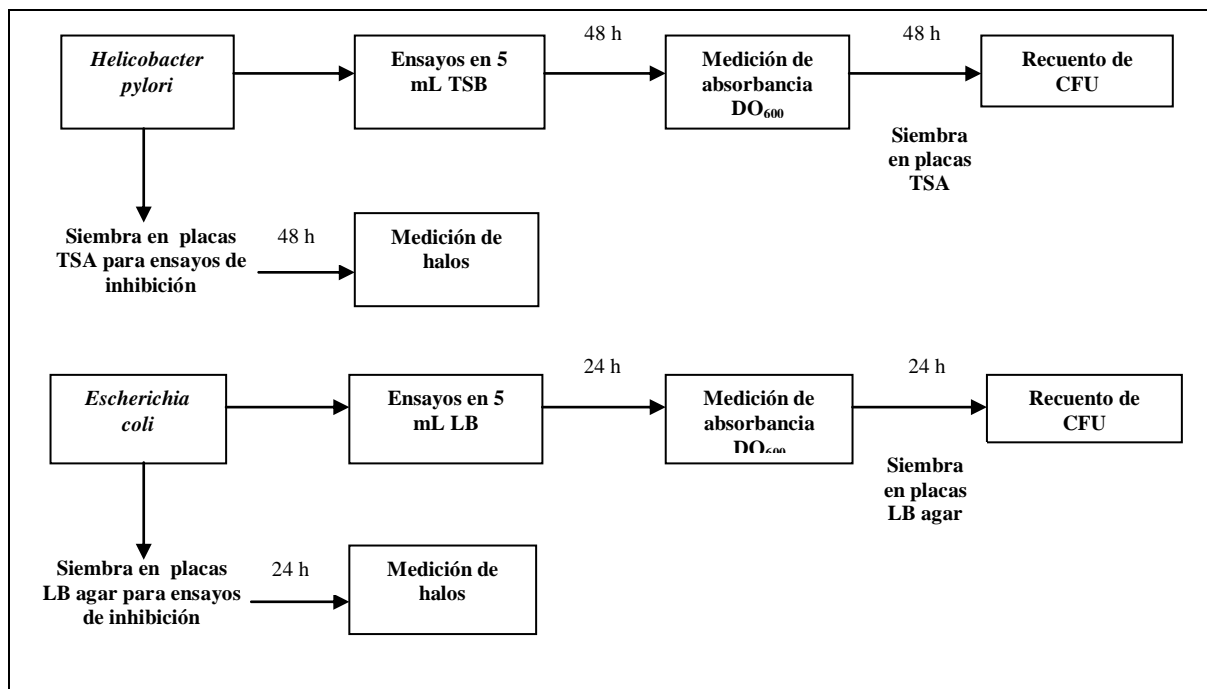 Helicobacter
pylori
Ensayos en 5
mL TSB
48 h
Medición de
absorbancia
DO600
48 h
Siembra
en placas
TSA
Recuento de
CFU
Siembra en placas
TSA para ensayos de
inhibición
48 h
Medición de
halos
Escherichia
coli
Ensayos en 5
mL LB
24 h
Medición de
absorbancia
DO600
24 h
Siembra
en placas
LB agar
Recuento de
CFU
Siembra en placas
LB agar para ensayos
de inhibición
24 h
Medición de
halos